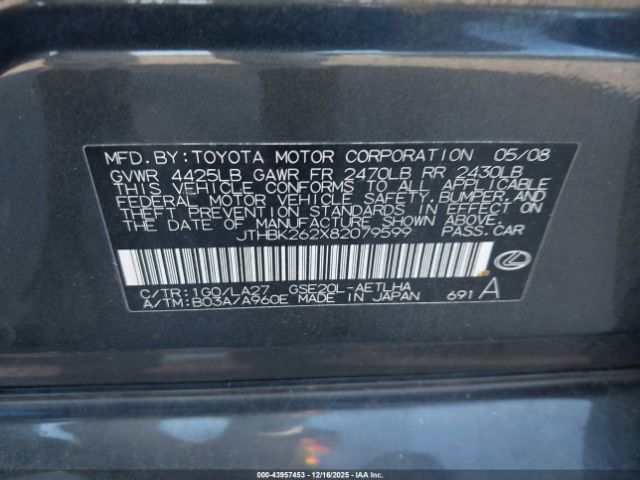 MFD.BY:TOYOTA MOTOR CORPORATION 05/08
GVWR 4425LB GAWR FR 2470LB RR 2430LB
THIS VEHICLE CONFORMS TO ALL APPLICABLE
FEDERAL MOTOR VEHICLE SAFETY, BUMPER, AND
THEFT PREVENTION STANDARDS IN EFFECT ON
THE DATE OF MANUFACTURE SHOWN ABOVE.
JTHBK262X82079599 PASS.CAR
C/TR:1G0/LA27 GSE20L-AETLHA
A/TM:B03A/A960E MADE IN JAPAN 691 A
000-43957453 - 12/16/2025 - IAAI.COM